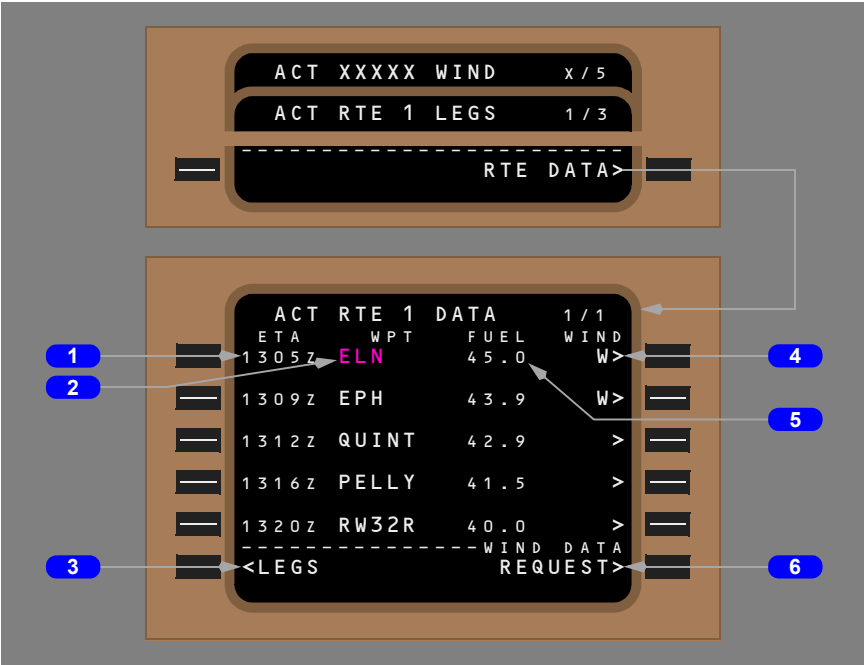 ACT XXXXX WIND X/5
ACT RTE 1 LEGS 1/3
------------------------
RTE DATA>
ACT RTE 1 DATA 1/1
ETA WPT FUEL WIND
1 1305Z ELN 45.0 W> 4
2
1309Z EPH 43.9 W>
5
1312Z QUINT 42.9 >
1316Z PELLY 41.5 >
1320Z RW32R 40.0 >
---------------WIND DATA
3 <LEGS REQUEST> 6